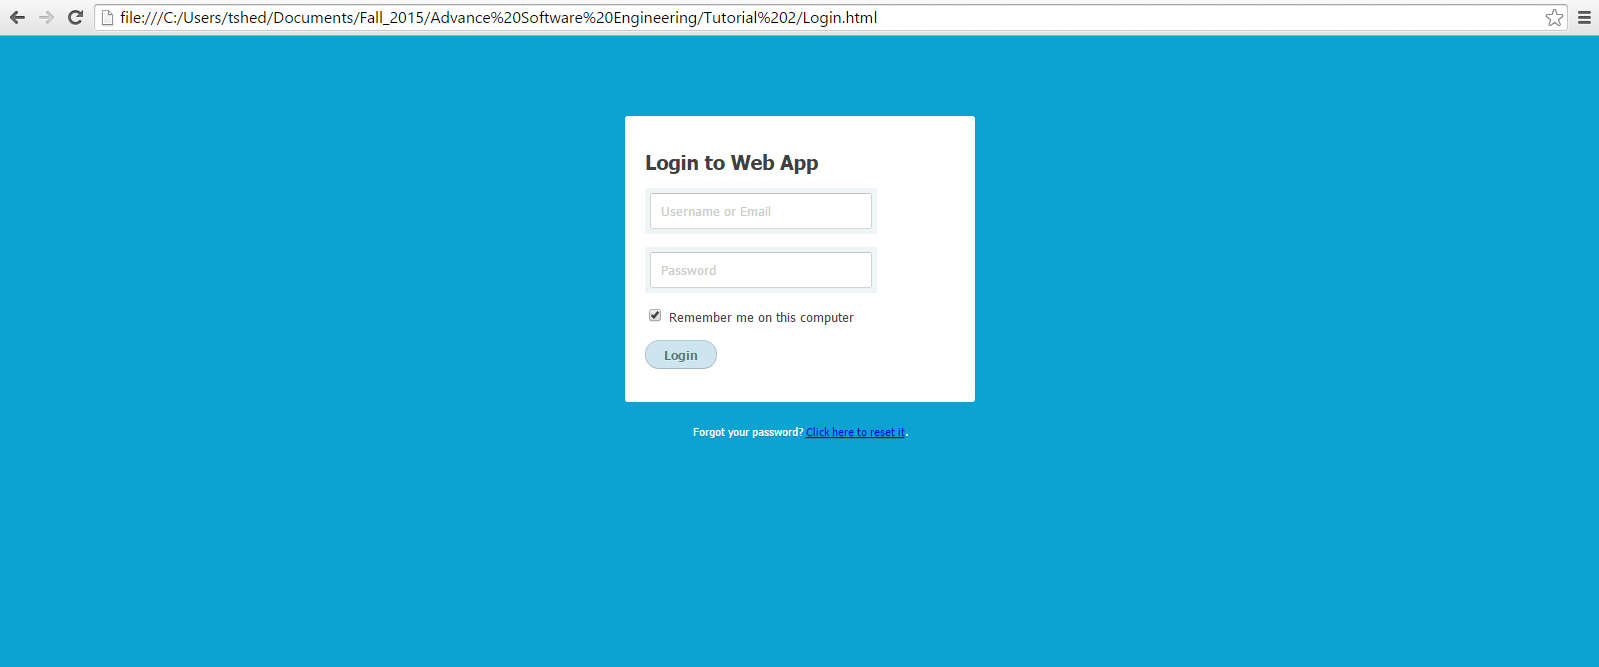 file:///C:/Users/tshed/Documents/Fall_2015/Advance%20Software%20Engineering/Tutorial%202/Login.html
Login to Web App
Username or Email
Password
Remember me on this computer
Login
Forgot your password? Click here to reset it.